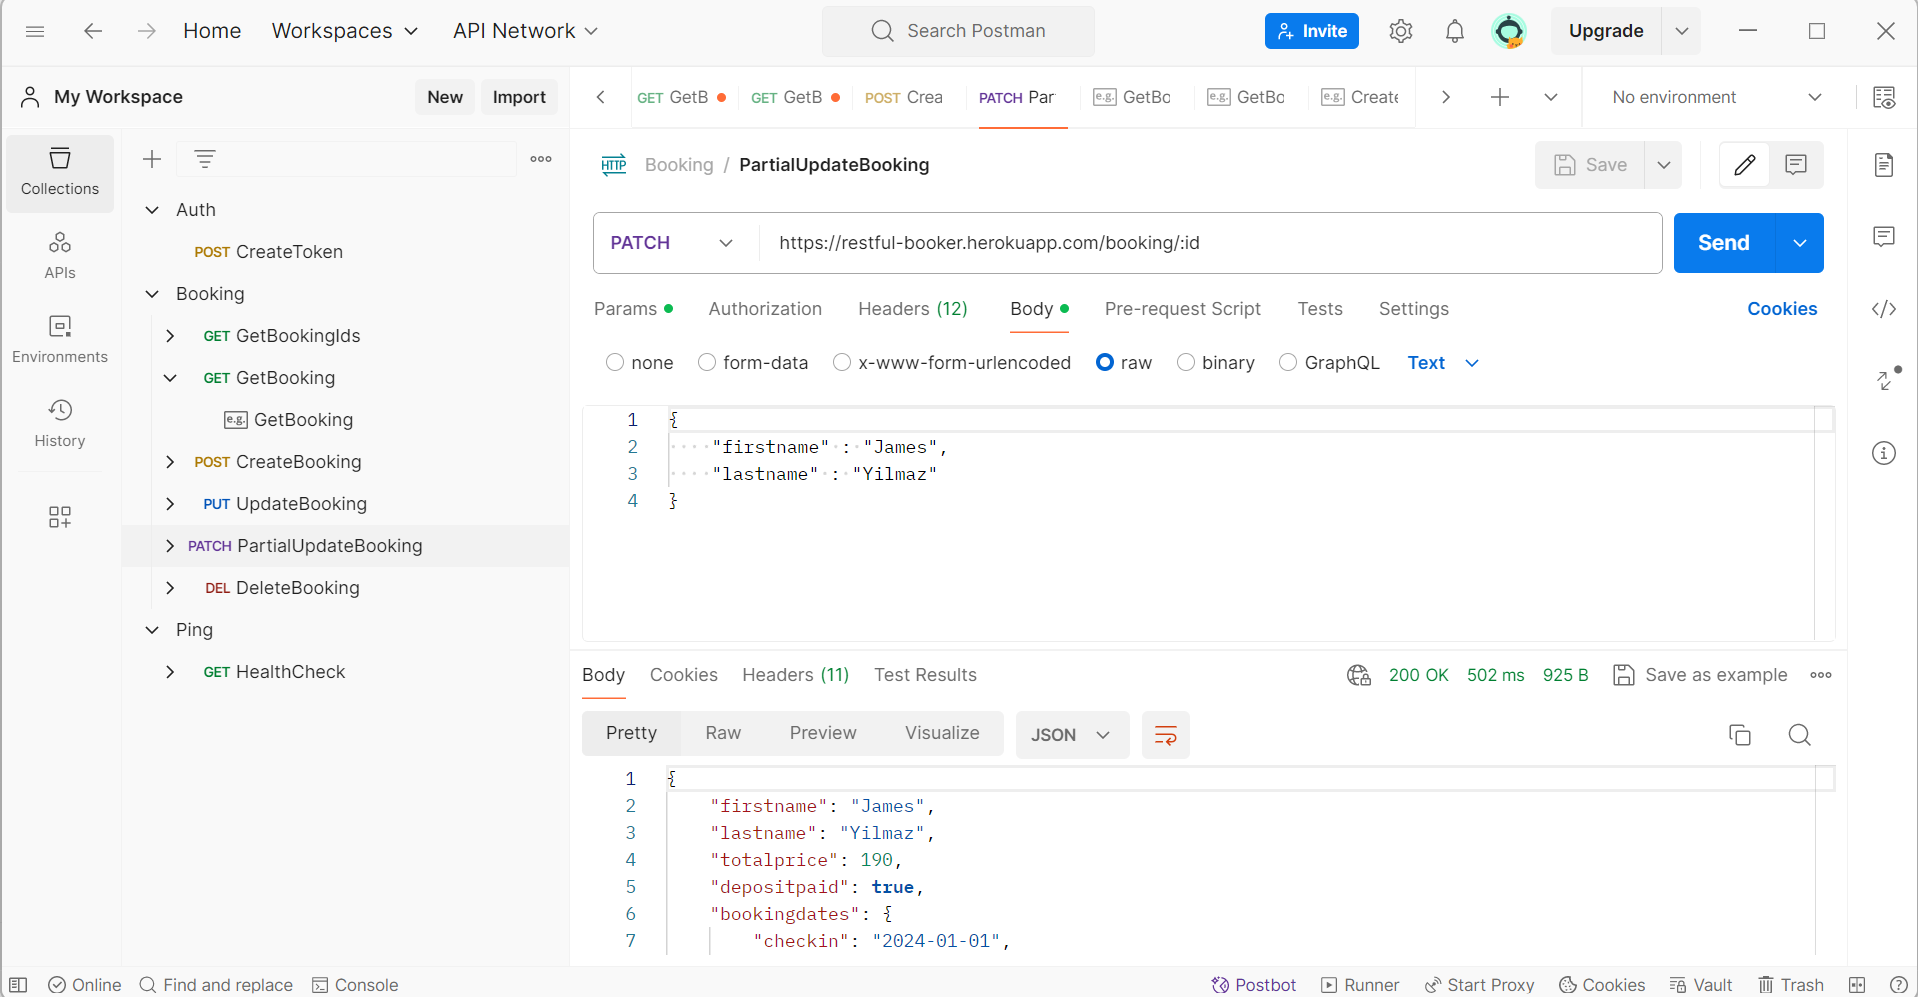 Home Workspaces API Network Search Postman Invite Upgrade
My Workspace New Import GET GetB GET GetB POST Crea PATCH Par e.g. GetBo e.g. GetBo e.g. Create No environment
Collections
APIs
Environments
History
Auth
POST CreateToken
Booking
GET GetBookingIds
GET GetBooking
e.g. GetBooking
POST CreateBooking
PUT UpdateBooking
PATCH PartialUpdateBooking
DEL DeleteBooking
Ping
GET HealthCheck
HTTP Booking / PartialUpdateBooking Save
PATCH https://restful-booker.herokuapp.com/booking/:id Send
Params Authorization Headers (12) Body Pre-request Script Tests Settings Cookies
none form-data x-www-form-urlencoded raw binary GraphQL Text
1 {
2 "firstname" : "James",
3 "lastname" : "Yilmaz"
4 }
Body Cookies Headers (11) Test Results 200 OK 502 ms 925 B Save as example
Pretty Raw Preview Visualize JSON
1 {
2 "firstname": "James",
3 "lastname": "Yilmaz",
4 "totalprice": 190,
5 "depositpaid": true,
6 "bookingdates": {
7 "checkin": "2024-01-01",
Online Find and replace Console Postbot Runner Start Proxy Cookies Vault Trash